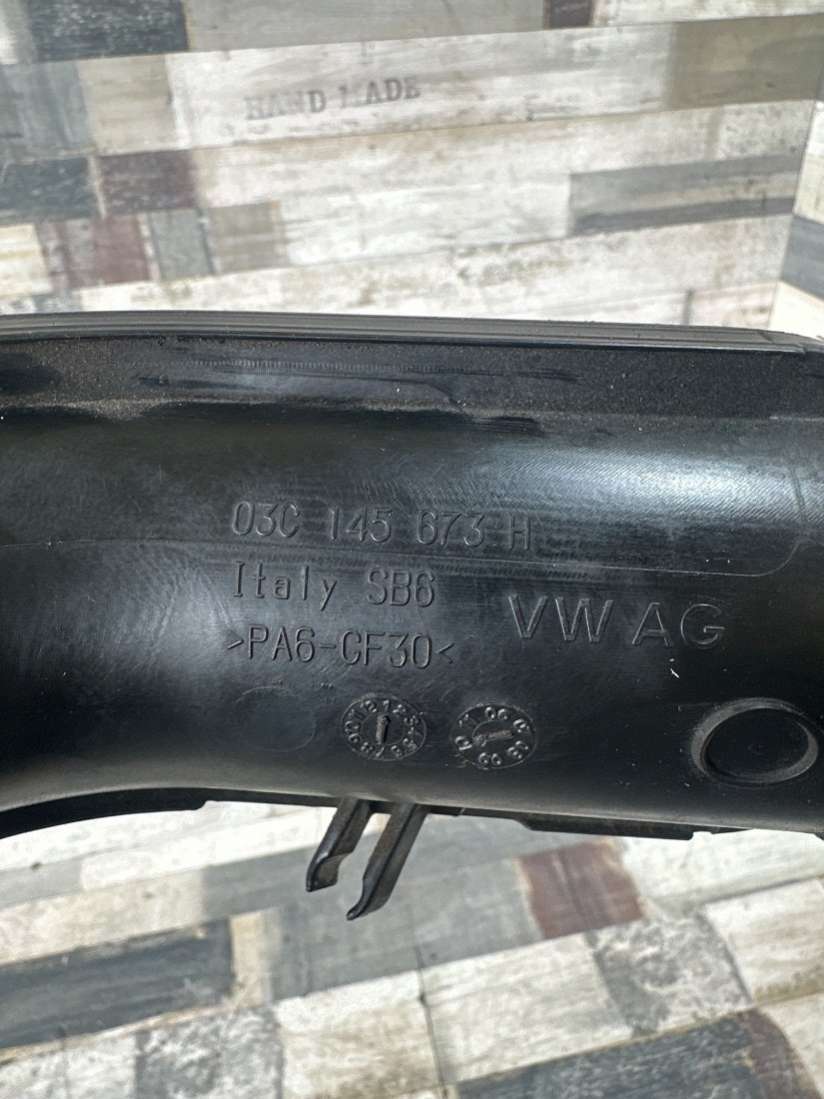 HAND MADE
03C 145 673 H
Italy SB6
VW AG
>PA6-CF30<